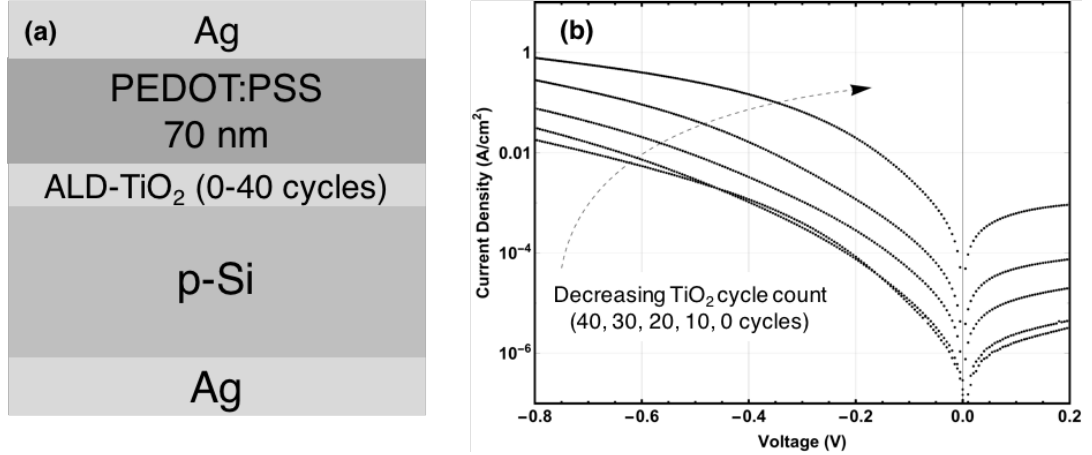 (a)
Ag
PEDOT:PSS
70 nm
ALD-TiO₂ (0-40 cycles)
p-Si
Ag
(b)
Current Density (A/cm²)
1
0.01
10⁻⁴
10⁻⁶
Decreasing TiO₂ cycle count
(40, 30, 20, 10, 0 cycles)
−0.8 −0.6 −0.4 −0.2 0.0 0.2
Voltage (V)